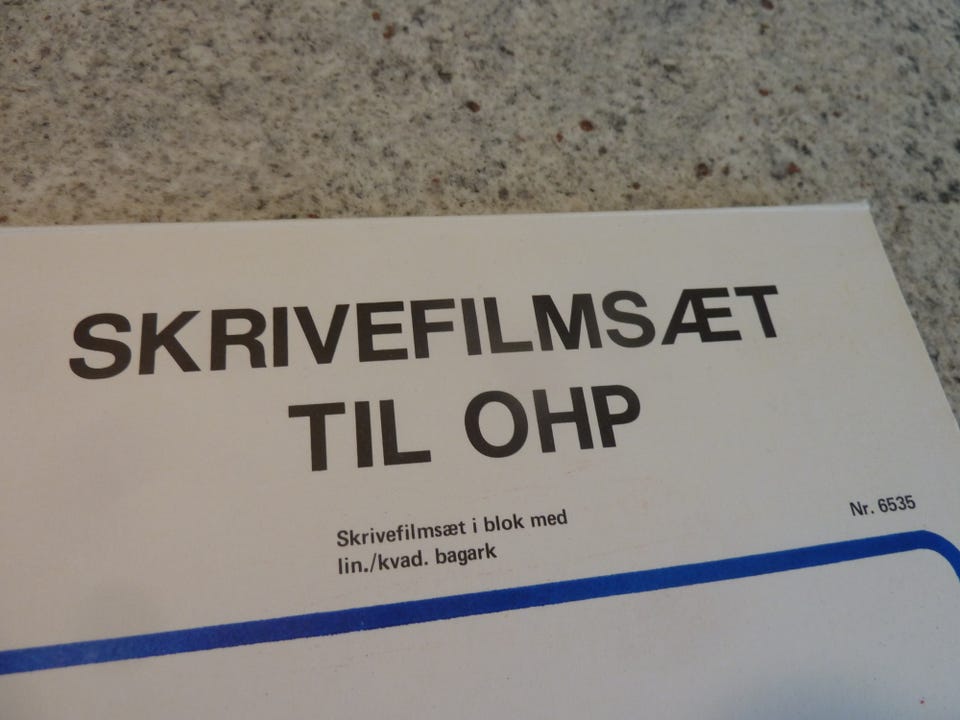 SKRIVEFILMSÆT
TIL OHP
Skrivefilmsæt i blok med
lin./kvad. bagark
Nr. 6535